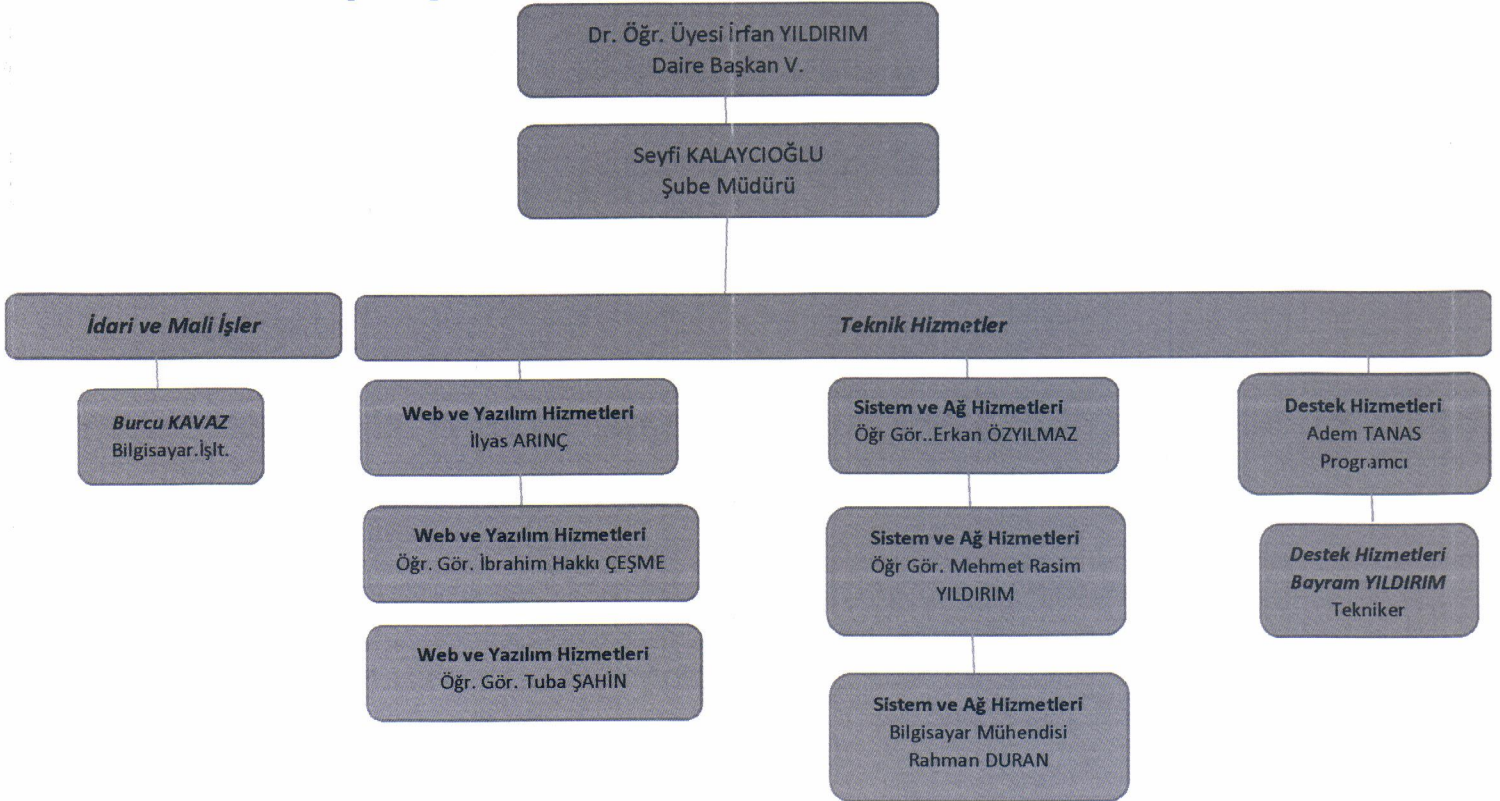 Dr. Öğr. Üyesi İrfan YILDIRIM
Daire Başkan V.
Seyfi KALAYCIOĞLU
Şube Müdürü
İdari ve Mali İşler
Teknik Hizmetler
Burcu KAVAZ
Bilgisayar.İşlt.
Web ve Yazılım Hizmetleri
İlyas ARINÇ
Web ve Yazılım Hizmetleri
Öğr. Gör. İbrahim Hakkı ÇEŞME
Web ve Yazılım Hizmetleri
Öğr. Gör. Tuba ŞAHİN
Sistem ve Ağ Hizmetleri
Öğr Gör..Erkan ÖZYILMAZ
Sistem ve Ağ Hizmetleri
Öğr Gör. Mehmet Rasim
YILDIRIM
Sistem ve Ağ Hizmetleri
Bilgisayar Mühendisi
Rahman DURAN
Destek Hizmetleri
Adem TANAS
Programcı
Destek Hizmetleri
Bayram YILDIRIM
Tekniker